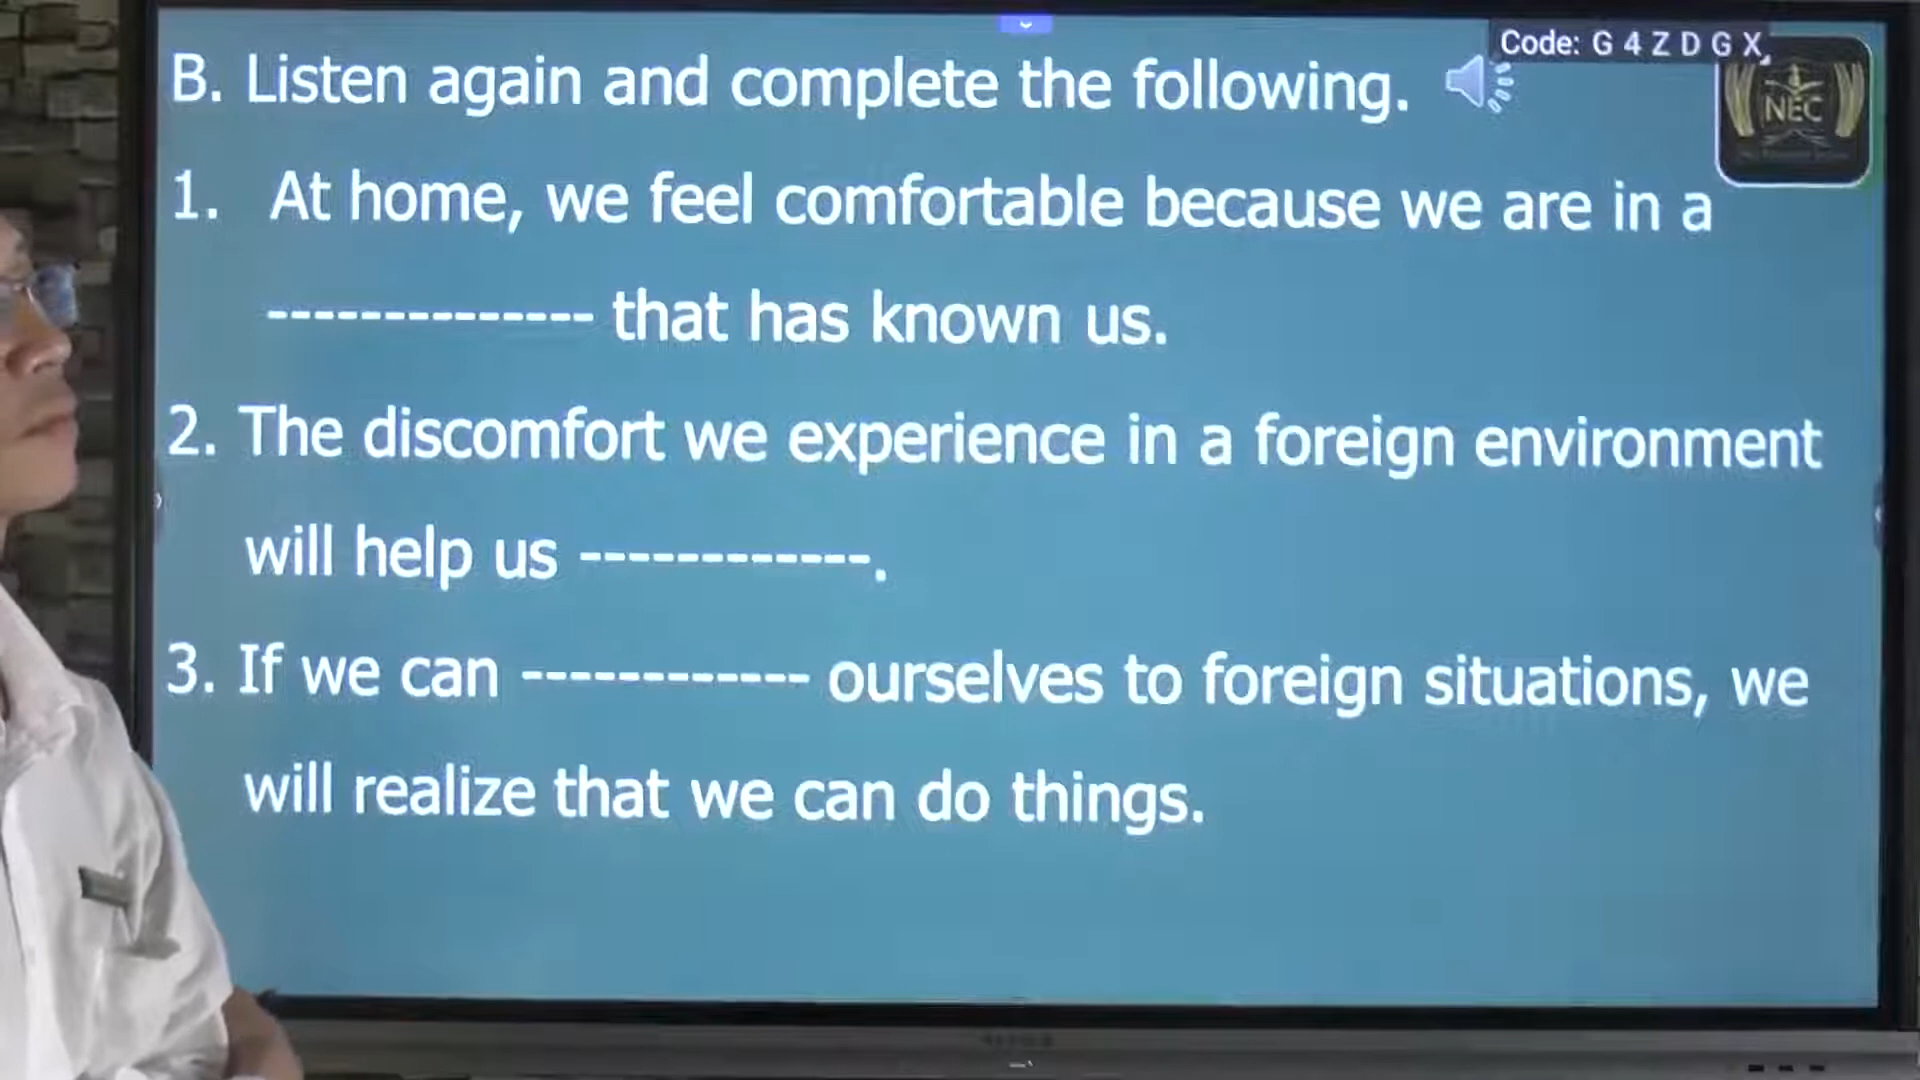 Code: G 4 Z D G X
B. Listen again and complete the following.
NEC
1. At home, we feel comfortable because we are in a
-------------- that has known us.
2. The discomfort we experience in a foreign environment
will help us ------------.
3. If we can ------------ ourselves to foreign situations, we
will realize that we can do things.